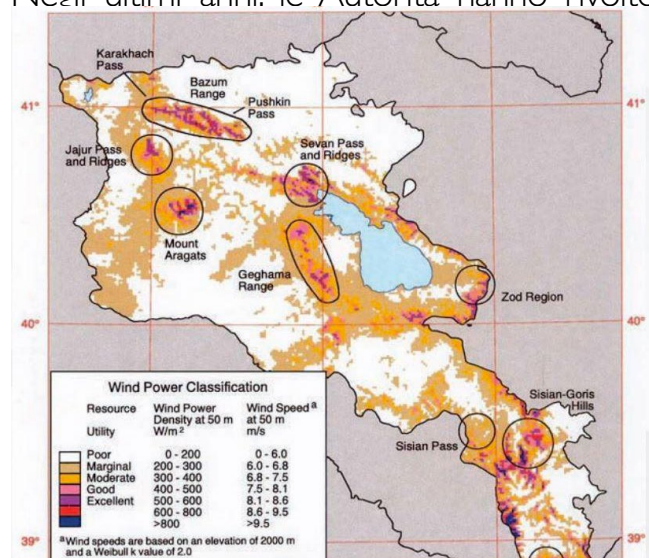 Negli ultimi anni. le Autorità hanno rivolto
Karakhach
Pass
Bazum
Range
Pushkin
Pass
41°
41°
Jajur Pass
and Ridges
Sevan Pass
and Ridges
Mount
Aragats
Geghama
Range
Zod Region
40°
40°
Sisian-Goris
Hills
Sisian Pass
Wind Power Classification
Resource Wind Power Wind Speed a
Density at 50 m at 50 m
Utility W/m² m/s
Poor 0 - 200 0 - 6.0
Marginal 200 - 300 6.0 - 6.8
Moderate 300 - 400 6.8 - 7.5
Good 400 - 500 7.5 - 8.1
Excellent 500 - 600 8.1 - 8.6
600 - 800 8.6 - 9.5
>800 >9.5
39°
39°
a Wind speeds are based on an elevation of 2000 m
and a Weibull k value of 2.0